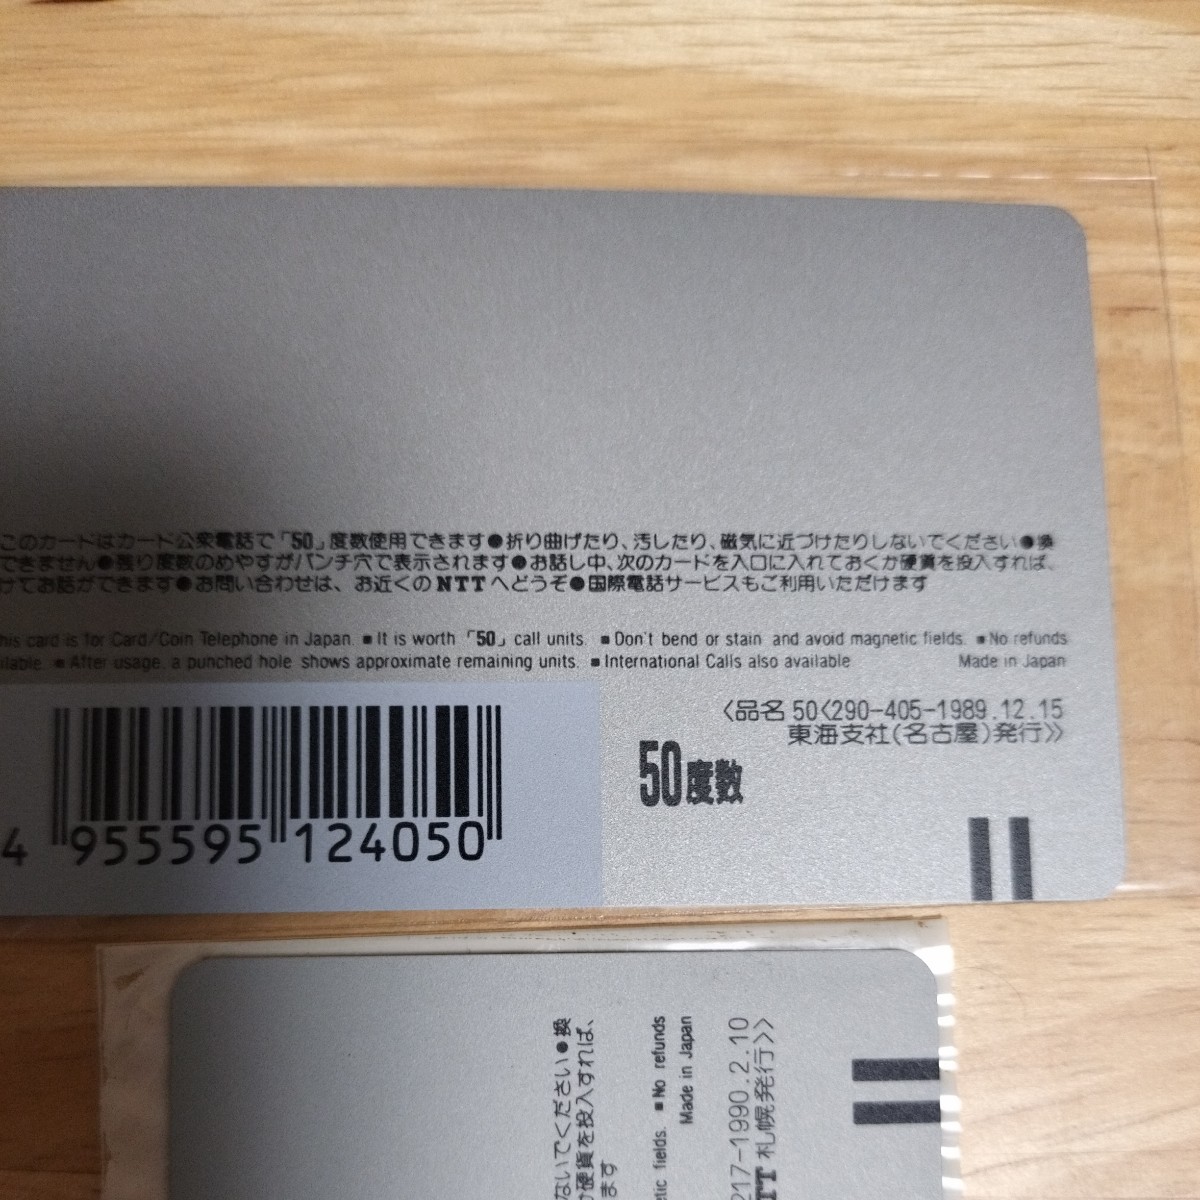 このカードはカード公衆電話で「50」度数使用できます●折り曲げたり、汚したり、磁気に近づけたりしないでください●換
できません●残り度数のめやすがパンチ穴で表示されます●お話し中、次のカードを入口に入れておくか硬貨を投入すれば、
けてお話ができます●お問い合わせは、お近くのNTTへどうぞ●国際電話サービスもご利用いただけます
his card is for Card/Coin Telephone in Japan. ■It is worth「50」call units. ■Don't bend or stain and avoid magnetic fields. ■No refunds
ilable. ■After usage, a punched hole shows approximate remaining units. ■International Calls also available Made in Japan
〈品名 50〈290-405-1989.12.15
東海支社(名古屋)発行》
50度数
4 955595 124050
ないでください●換
か硬貨を投入すれば、
ます
tic fields. ■No refunds
Made in Japan
217-1990.2.10
TT 札幌発行》